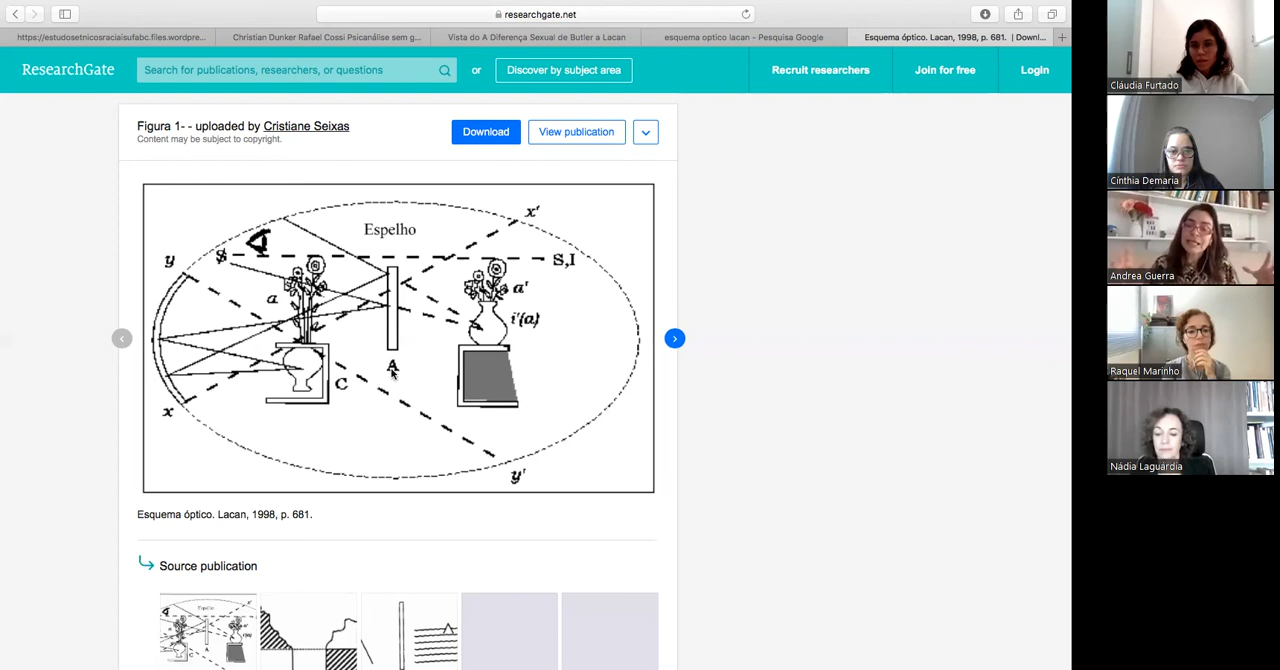 researchgate.net
https://estudosetnicosraciaisufabc.files.wordpre...
Christian Dunker Rafael Cossi Psicanálise sem g...
Vista do A Diferença Sexual de Butler a Lacan
esquema optico lacan - Pesquisa Google
Esquema óptico. Lacan, 1998, p. 681. | Downl...
ResearchGate
Search for publications, researchers, or questions
or
Discover by subject area
Recruit researchers
Join for free
Login
Figura 1- - uploaded by Cristiane Seixas
Content may be subject to copyright.
Download
View publication
Espelho
x'
y
$
S,I
a
a'
i'(a)
A
C
x
y'
Esquema óptico. Lacan, 1998, p. 681.
Source publication
Espelho
Cláudia Furtado
Cínthia Demaria
Andrea Guerra
Raquel Marinho
Nádia Laguárdia